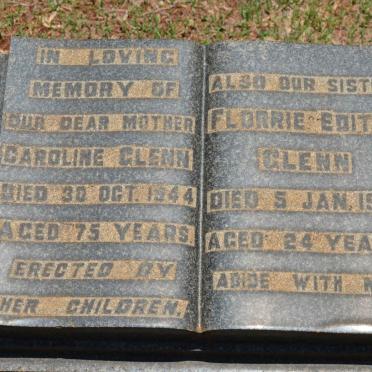 IN LOVING
MEMORY OF
OUR DEAR MOTHER
CAROLINE GLENN
DIED 30 OCT. 1944
AGED 75 YEARS
ERECTED BY
HER CHILDREN.
ALSO OUR SIST
FLORRIE EDIT
GLENN
DIED 5 JAN. 19
AGED 24 YEA
ABIDE WITH M